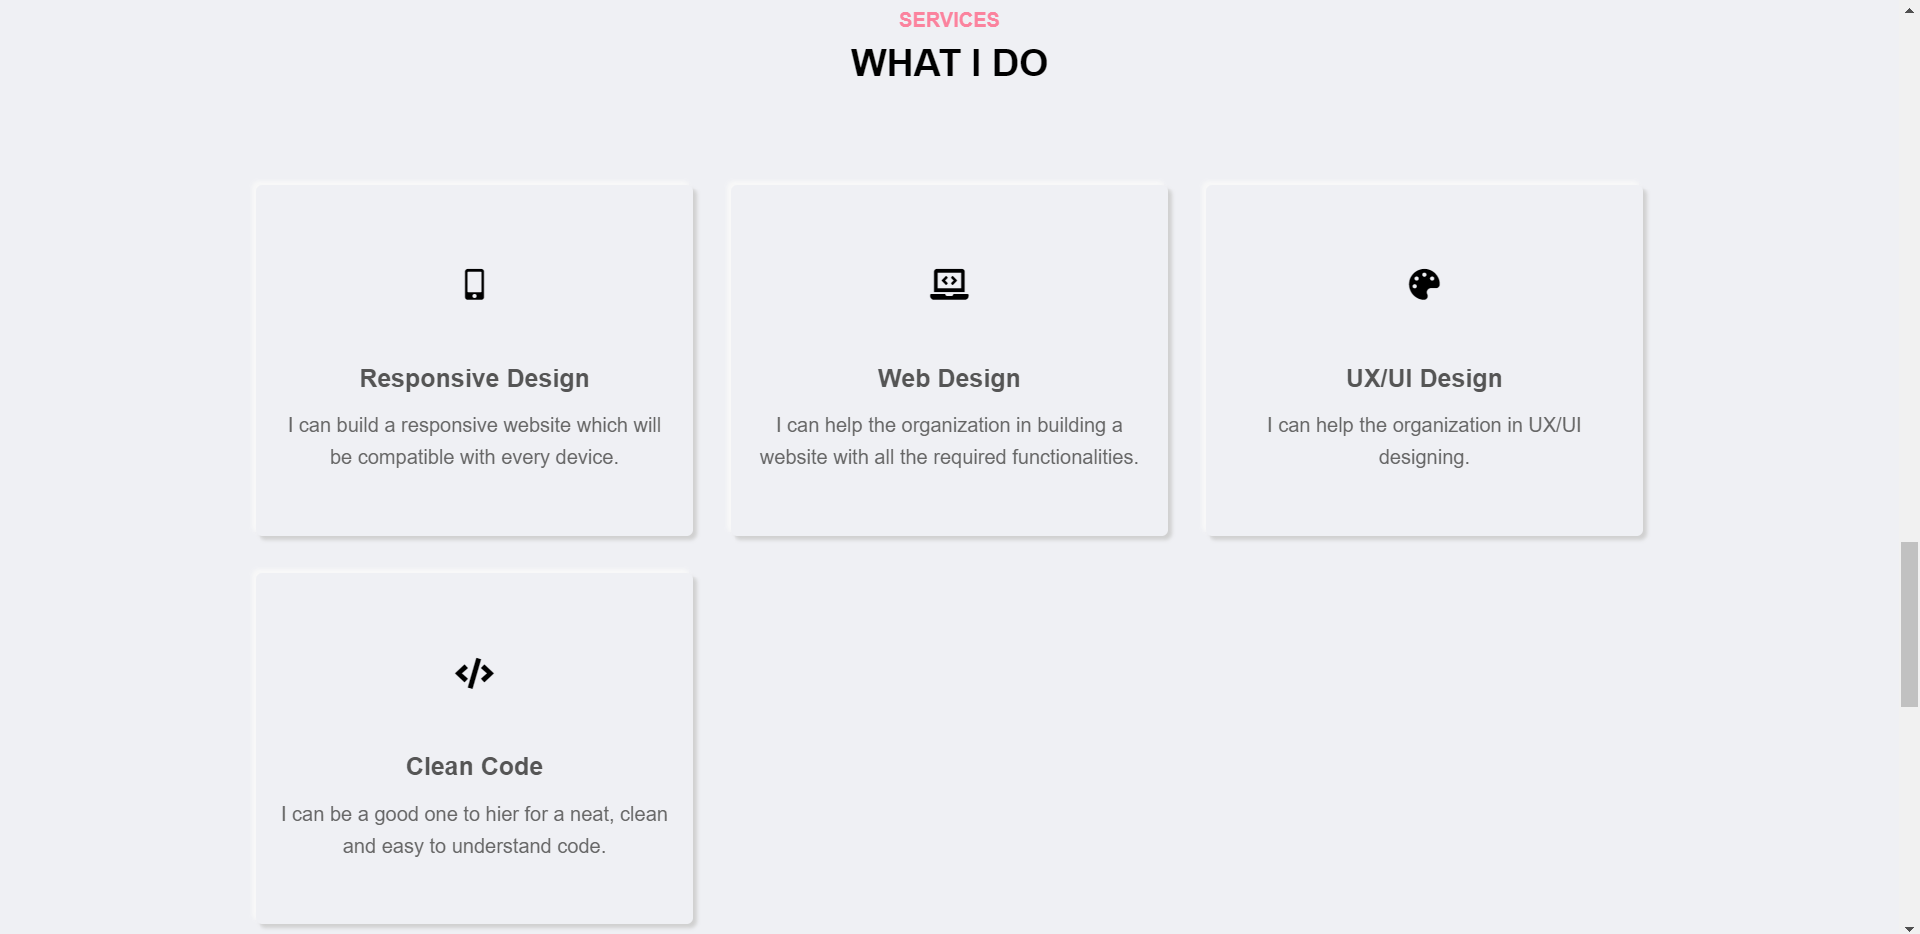 SERVICES
WHAT I DO
Responsive Design
I can build a responsive website which will
be compatible with every device.
Web Design
I can help the organization in building a
website with all the required functionalities.
UX/UI Design
I can help the organization in UX/UI
designing.
Clean Code
I can be a good one to hier for a neat, clean
and easy to understand code.